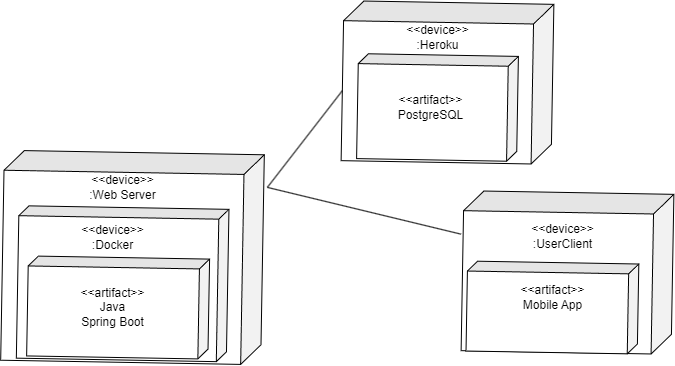 <<device>>
:Heroku
<<artifact>>
PostgreSQL
<<device>>
:Web Server
<<device>>
:Docker
<<artifact>>
Java
Spring Boot
<<device>>
:UserClient
<<artifact>>
Mobile App